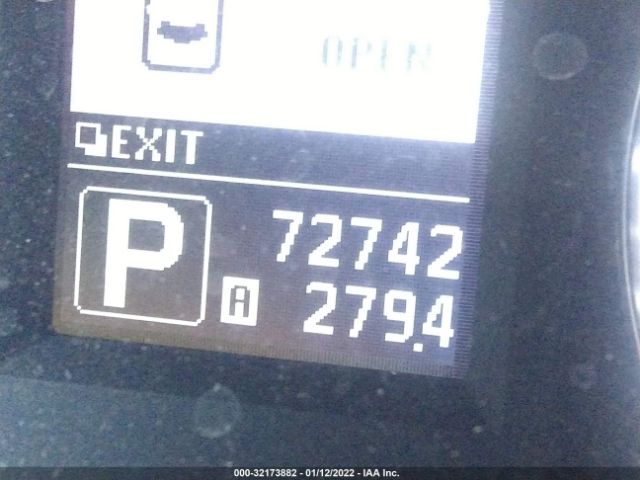 OPEN
EXIT
P 72742
A 279.4
000-32173882 - 01/12/2022 - IAA Inc.